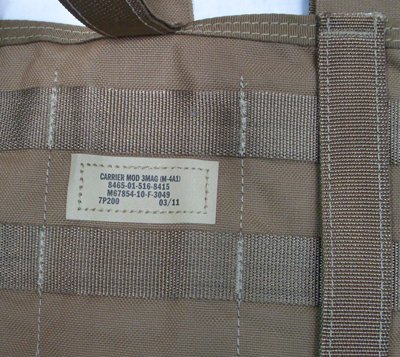 CARRIER MOD 3MAG (M-4A1)
8465-01-516-8415
M67854-10-F-3049
7P200 03/11